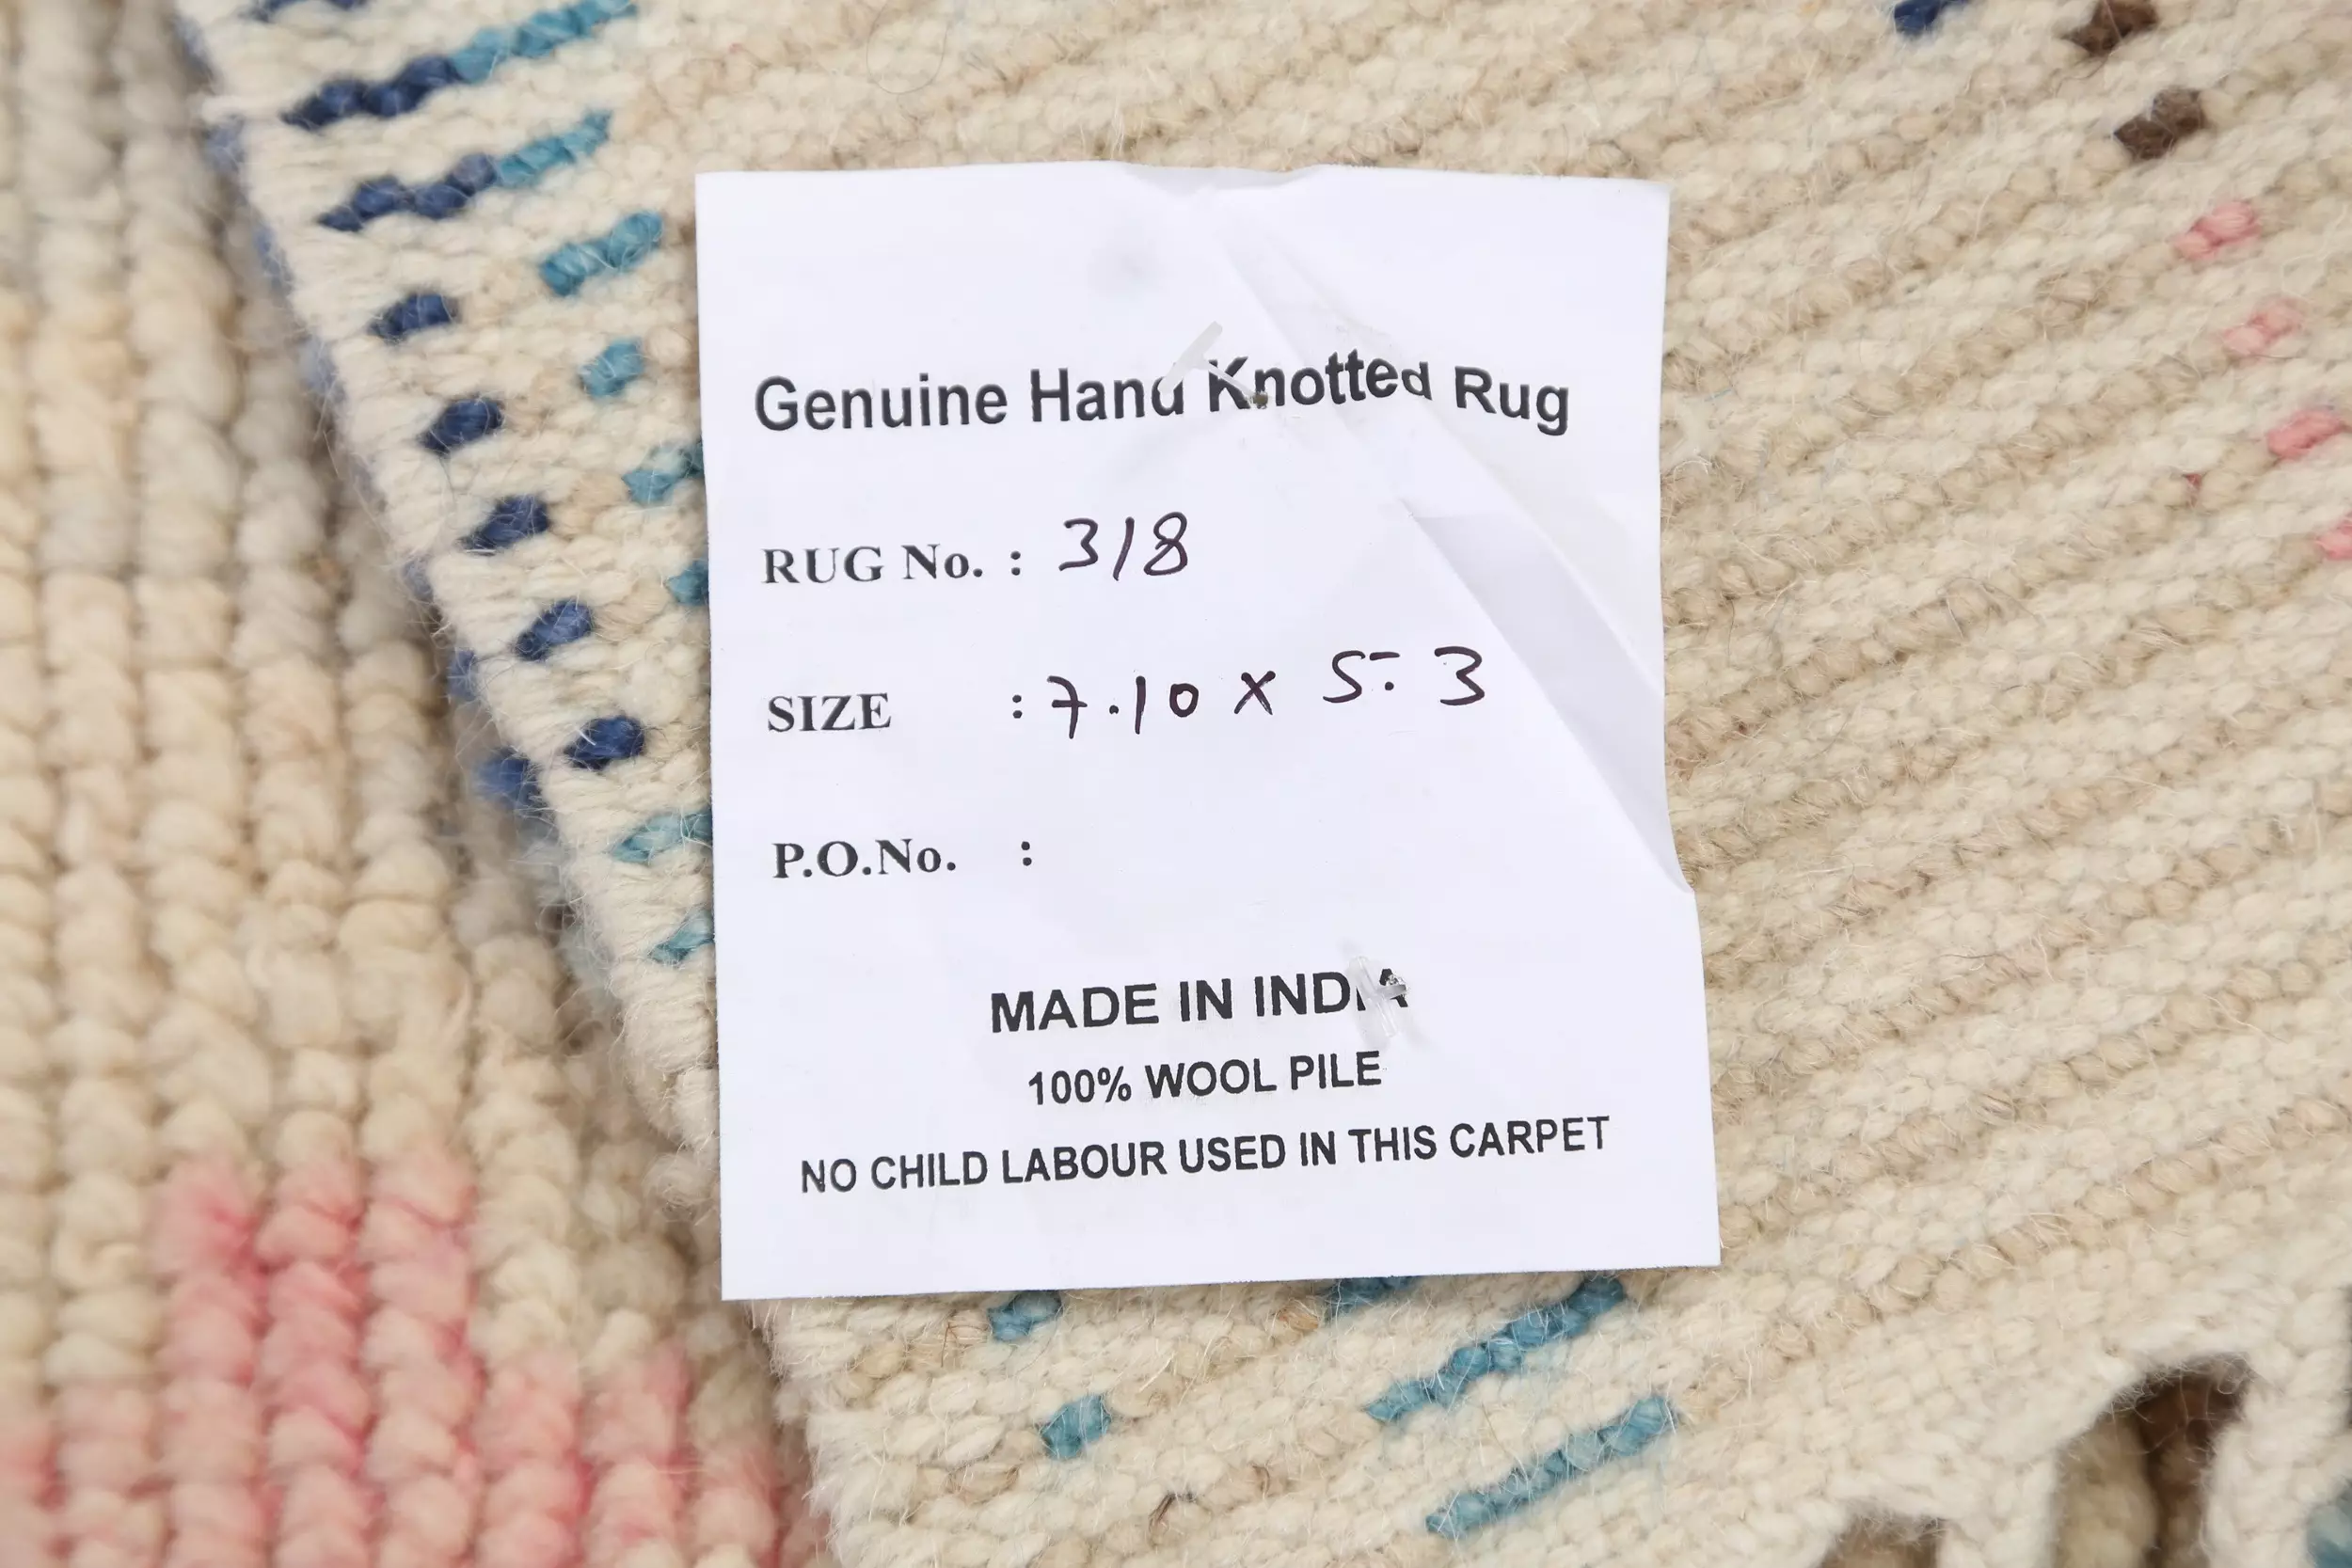 Genuine Hand Knotted Rug
RUG No. : 318
SIZE : 7.10 x 5.3
P.O.No. :
MADE IN INDIA
100% WOOL PILE
NO CHILD LABOUR USED IN THIS CARPET